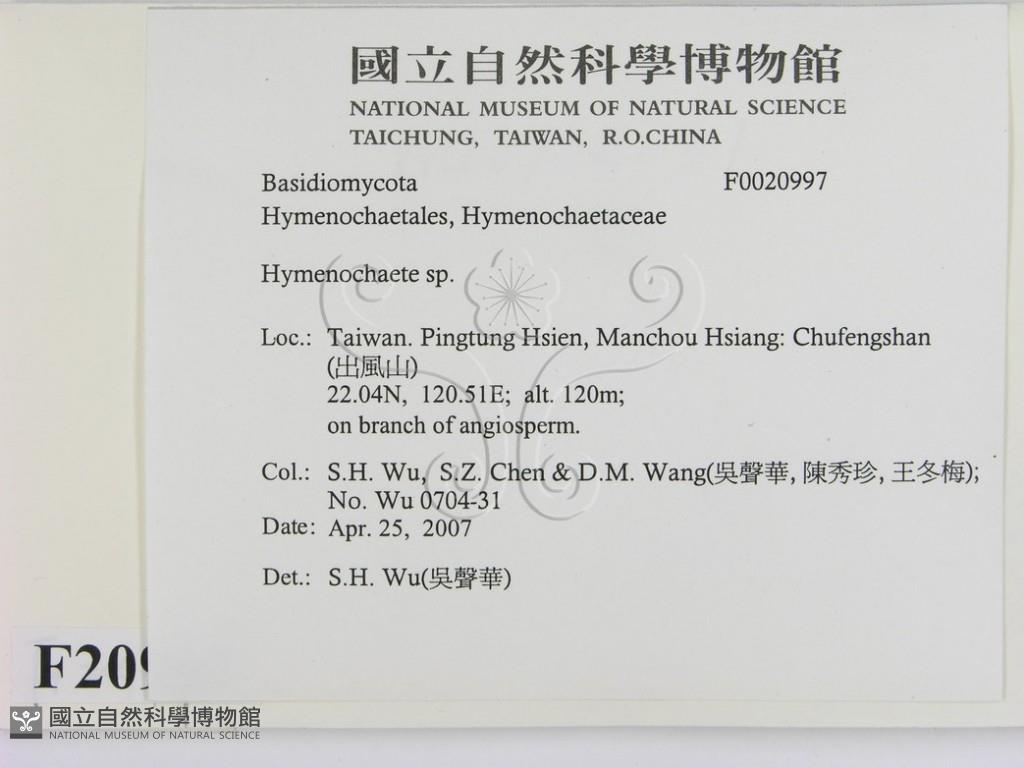 國立自然科學博物館
NATIONAL MUSEUM OF NATURAL SCIENCE
TAICHUNG, TAIWAN, R.O.CHINA
Basidiomycota F0020997
Hymenochaetales, Hymenochaetaceae
Hymenochaete sp.
Loc.: Taiwan. Pingtung Hsien, Manchou Hsiang: Chufengshan
(出風山)
22.04N, 120.51E; alt. 120m;
on branch of angiosperm.
Col.: S.H. Wu, S.Z. Chen & D.M. Wang(吳聲華, 陳秀珍, 王冬梅);
No. Wu 0704-31
Date: Apr. 25, 2007
Det.: S.H. Wu(吳聲華)
F209
國立自然科學博物館
NATIONAL MUSEUM OF NATURAL SCIENCE